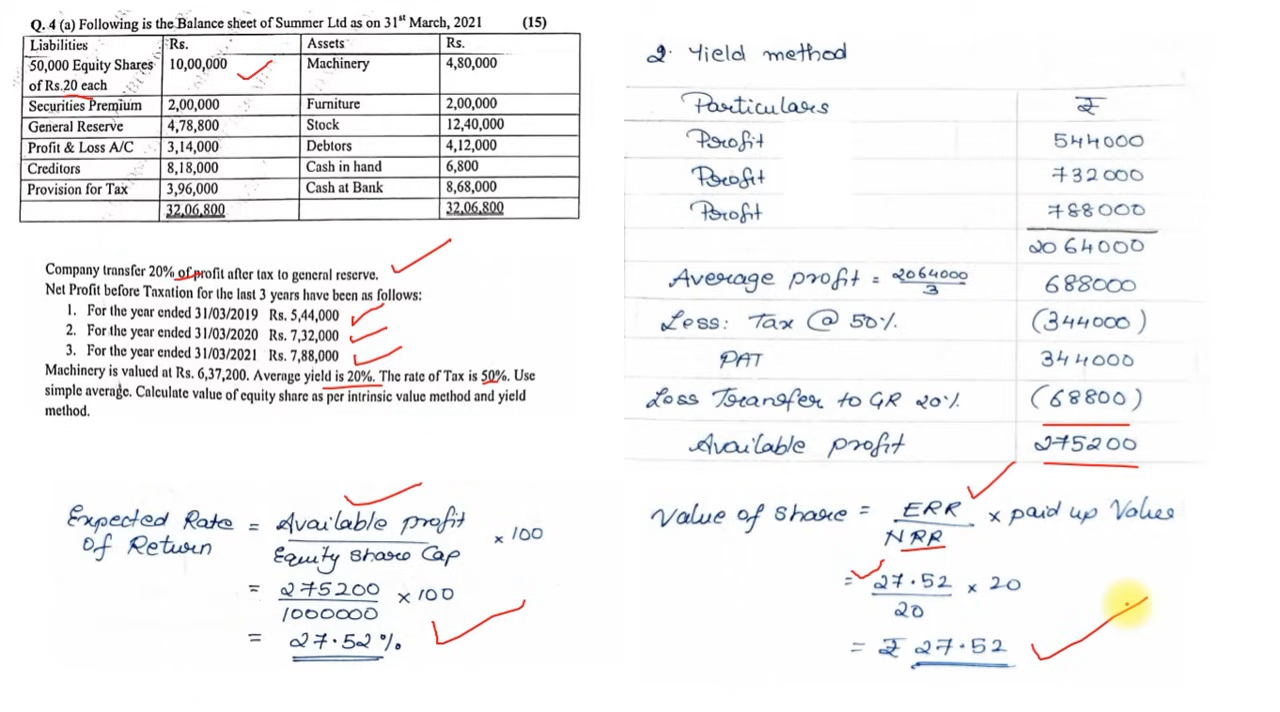 Q. 4 (a) Following is the Balance sheet of Summer Ltd as on 31st March, 2021 (15)
Liabilities Rs. Assets Rs.
50,000 Equity Shares of Rs.20 each 10,00,000 Machinery 4,80,000
Securities Premium 2,00,000 Furniture 2,00,000
General Reserve 4,78,800 Stock 12,40,000
Profit & Loss A/C 3,14,000 Debtors 4,12,000
Creditors 8,18,000 Cash in hand 6,800
Provision for Tax 3,96,000 Cash at Bank 8,68,000
32,06,800 32,06,800
Company transfer 20% of profit after tax to general reserve.
Net Profit before Taxation for the last 3 years have been as follows:
1. For the year ended 31/03/2019 Rs. 5,44,000
2. For the year ended 31/03/2020 Rs. 7,32,000
3. For the year ended 31/03/2021 Rs. 7,88,000
Machinery is valued at Rs. 6,37,200. Average yield is 20%. The rate of Tax is 50%. Use
simple average. Calculate value of equity share as per intrinsic value method and yield
method.
Expected Rate of Return = Available profit / Equity Share Cap × 100
= 275200 / 1000000 × 100
= 27.52 %
2. Yield method
Particulars ₹
Profit 544000
Profit 732000
Profit 788000
2064000
Average profit = 2064000 / 3 688000
Less: Tax @ 50% (344000)
PAT 344000
Loss Transfer to GR 20% (68800)
Available profit 275200
Value of Share = ERR / NRR × paid up Value
= 27.52 / 20 × 20
= ₹ 27.52